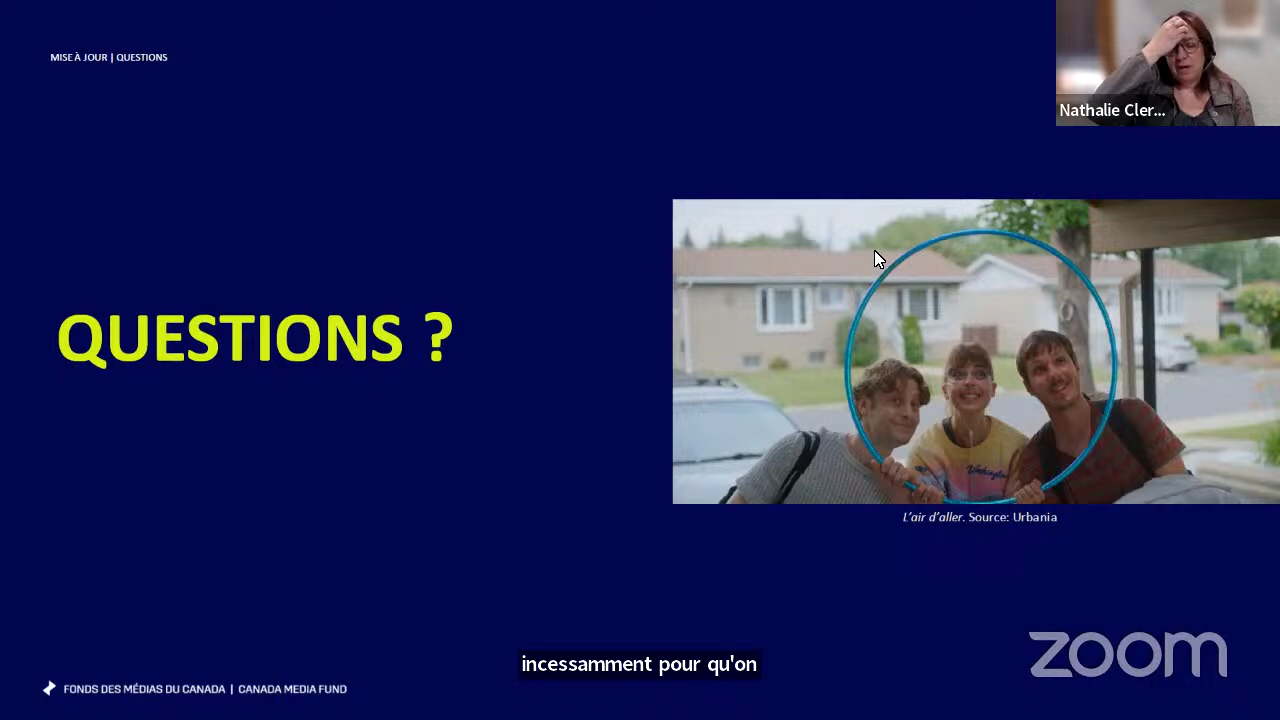 MISE À JOUR | QUESTIONS
Nathalie Cler...
QUESTIONS ?
Washington
L'air d'aller. Source: Urbania
incessamment pour qu'on
zoom
FONDS DES MÉDIAS DU CANADA | CANADA MEDIA FUND